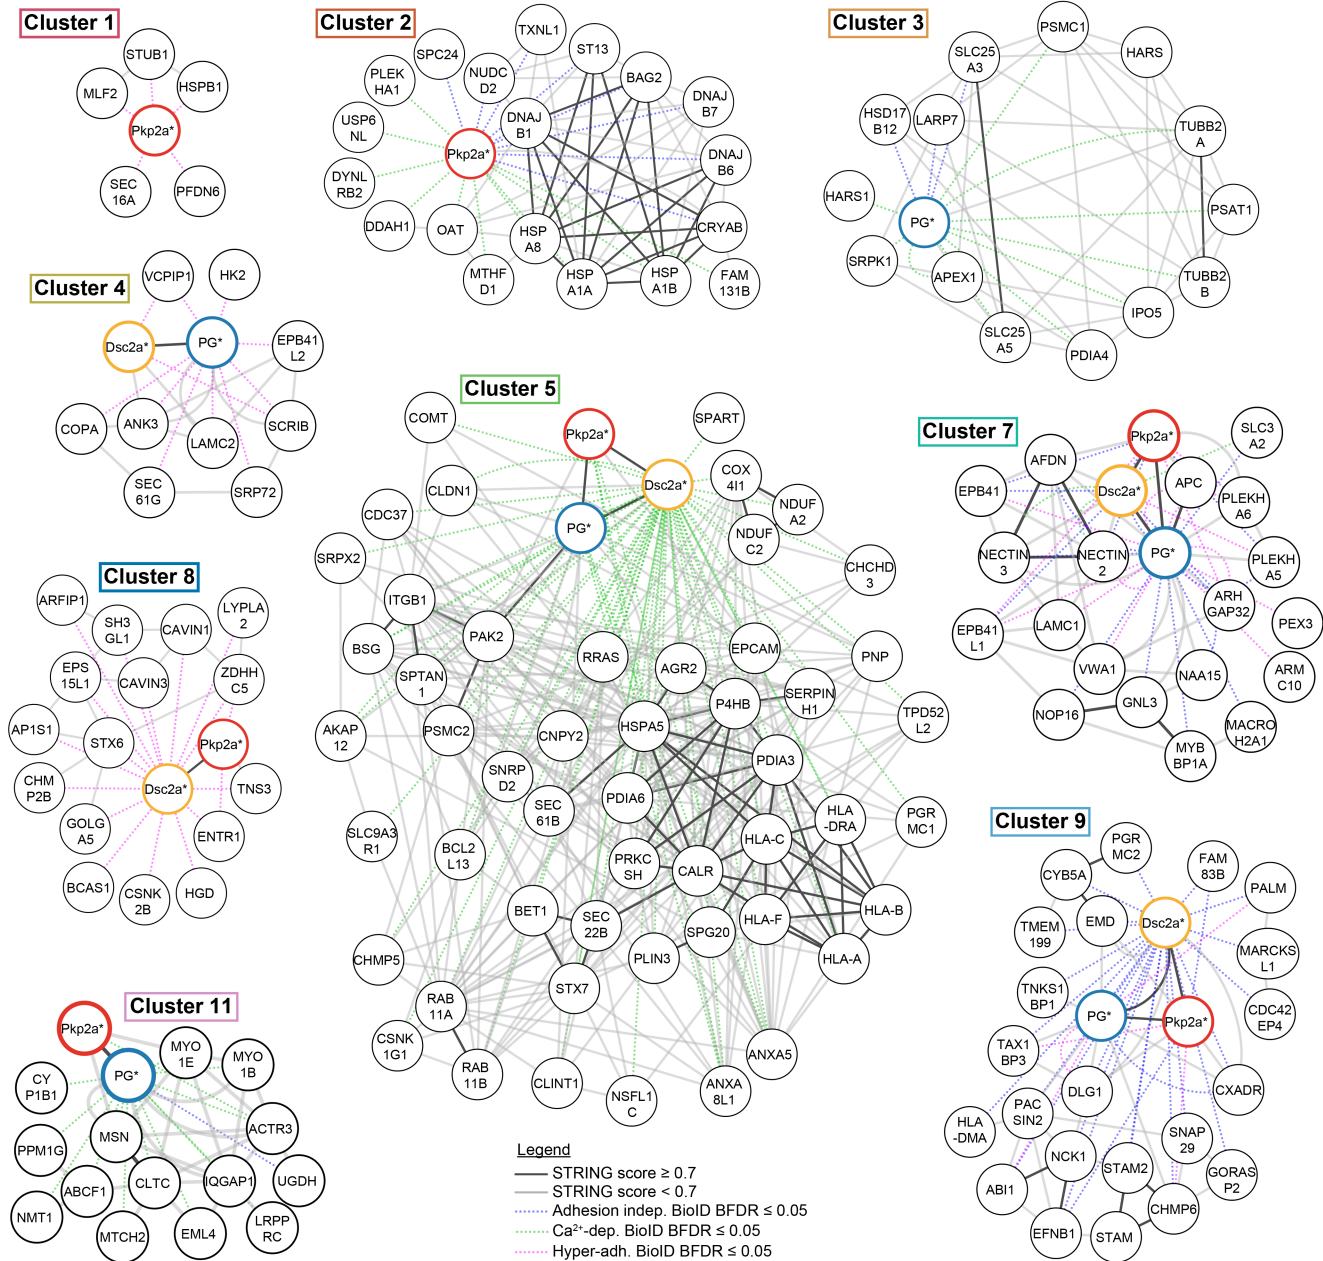 Cluster 1
STUB1
MLF2
HSPB1
Pkp2a*
SEC
16A
PFDN6
Cluster 2
TXNL1
SPC24
ST13
PLEK
HA1
NUDC
D2
BAG2
DNAJ
B7
USP6
NL
DNAJ
B1
Pkp2a*
DNAJ
B6
DYNL
RB2
DDAH1
OAT
HSP
A8
CRYAB
MTHF
D1
HSP
A1A
HSP
A1B
FAM
131B
Cluster 3
PSMC1
SLC25
A3
HARS
HSD17
B12
LARP7
TUBB2
A
HARS1
PG*
PSAT1
SRPK1
APEX1
TUBB2
B
IPO5
SLC25
A5
PDIA4
Cluster 4
VCPIP1
HK2
Dsc2a*
PG*
EPB41
L2
COPA
ANK3
LAMC2
SCRIB
SEC
61G
SRP72
Cluster 5
COMT
Pkp2a*
SPART
CLDN1
Dsc2a*
COX
4I1
CDC37
PG*
NDUF
A2
NDUF
C2
SRPX2
CHCHD
3
ITGB1
BSG
PAK2
SPTAN
1
RRAS
AGR2
EPCAM
PNP
SERPIN
H1
P4HB
AKAP
12
PSMC2
CNPY2
HSPA5
TPD52
L2
SNRP
D2
PDIA3
PDIA6
SEC
61B
HLA
-DRA
PGR
MC1
SLC9A3
R1
BCL2
L13
PRKC
SH
CALR
HLA-C
BET1
SEC
22B
HLA-F
HLA-B
SPG20
CHMP5
PLIN3
HLA-A
STX7
RAB
11A
CSNK
1G1
RAB
11B
CLINT1
NSFL1
C
ANXA
8L1
ANXA5
Cluster 7
Pkp2a*
SLC3
A2
AFDN
EPB41
Dsc2a*
APC
PLEKH
A6
NECTIN
3
NECTIN
2
PG*
PLEKH
A5
EPB41
L1
LAMC1
ARH
GAP32
PEX3
VWA1
NAA15
ARM
C10
NOP16
GNL3
MACRO
H2A1
MYB
BP1A
Cluster 8
ARFIP1
SH3
GL1
CAVIN1
LYPLA
2
EPS
15L1
CAVIN3
ZDHH
C5
AP1S1
STX6
Pkp2a*
CHM
P2B
Dsc2a*
TNS3
GOLG
A5
ENTR1
BCAS1
CSNK
2B
HGD
Cluster 9
PGR
MC2
CYB5A
FAM
83B
PALM
TMEM
199
EMD
Dsc2a*
MARCKS
L1
TNKS1
BP1
PG*
Pkp2a*
CDC42
EP4
TAX1
BP3
DLG1
CXADR
HLA
-DMA
PAC
SIN2
SNAP
29
NCK1
STAM2
GORAS
P2
ABI1
CHMP6
EFNB1
STAM
Cluster 11
Pkp2a*
MYO
1E
MYO
1B
CY
P1B1
PG*
PPM1G
MSN
ACTR3
ABCF1
CLTC
IQGAP1
UGDH
NMT1
MTCH2
EML4
LRPP
RC
Legend
STRING score ≥ 0.7
STRING score < 0.7
Adhesion indep. BioID BFDR ≤ 0.05
Ca²⁺-dep. BioID BFDR ≤ 0.05
Hyper-adh. BioID BFDR ≤ 0.05